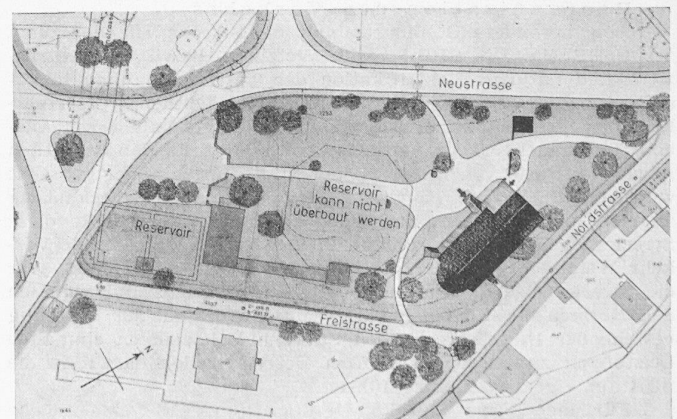 Neustrasse
Reservoir
kann nicht
überbaut werden
Reservoir
Nordstrasse
Freistrasse
N